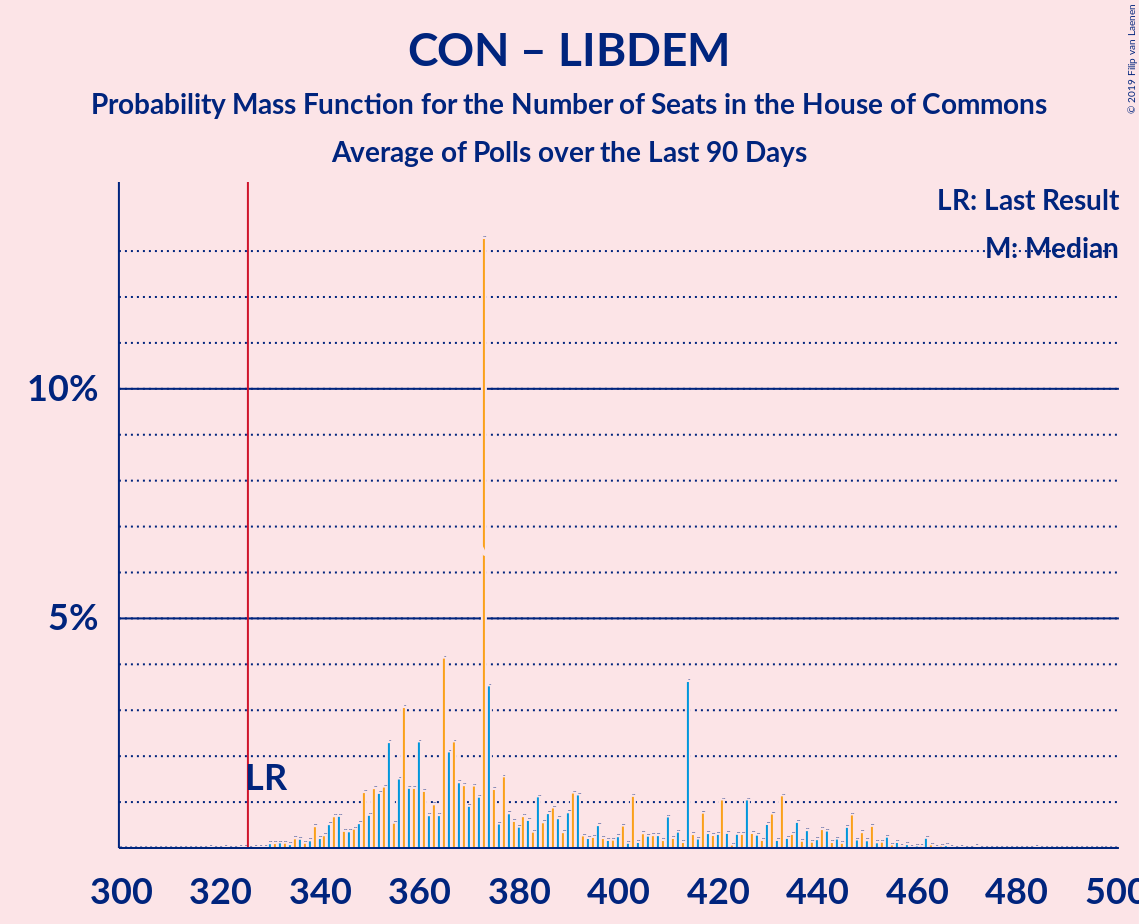 CON – LIBDEM
Probability Mass Function for the Number of Seats in the House of Commons
Average of Polls over the Last 90 Days
© 2019 Filip van Laenen
LR: Last Result
M: Median
10%
5%
LR
300 320 340 360 380 400 420 440 460 480 500